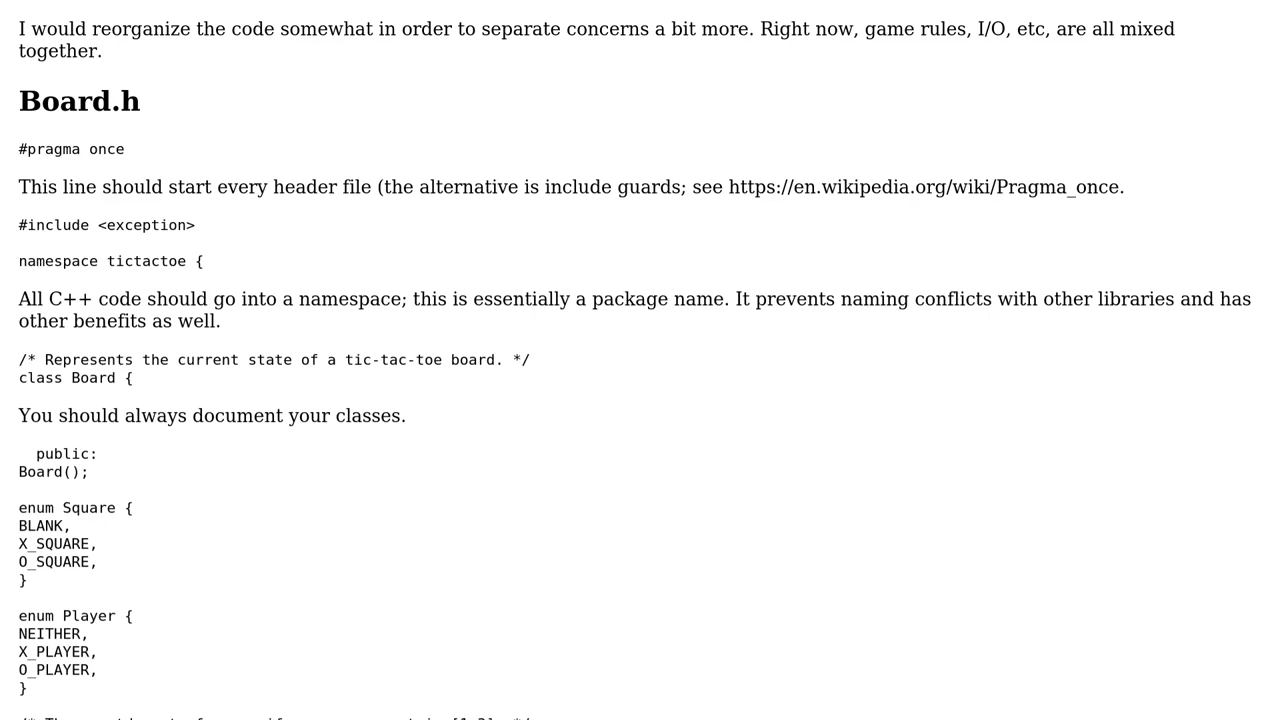 I would reorganize the code somewhat in order to separate concerns a bit more. Right now, game rules, I/O, etc, are all mixed
together.
Board.h
#pragma once
This line should start every header file (the alternative is include guards; see https://en.wikipedia.org/wiki/Pragma_once.
#include <exception>
namespace tictactoe {
All C++ code should go into a namespace; this is essentially a package name. It prevents naming conflicts with other libraries and has
other benefits as well.
/* Represents the current state of a tic-tac-toe board. */
class Board {
You should always document your classes.
public:
Board();
enum Square {
BLANK,
X_SQUARE,
O_SQUARE,
}
enum Player {
NEITHER,
X_PLAYER,
O_PLAYER,
}